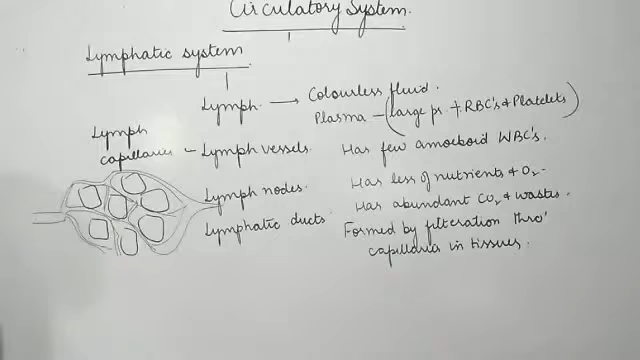 Circulatory System.
Lymphatic system
Lymph. → Colourless fluid.
Plasma - (Large pr. + RBC's & Platelets)
Lymph capillaries - Lymph vessels.
Has few amoeboid WBC's.
Lymph nodes.
Has less of nutrients & O2-
Has abundant CO2 & wastes.
Lymphatic ducts
Formed by filteration thro'
capillaries in tissues.